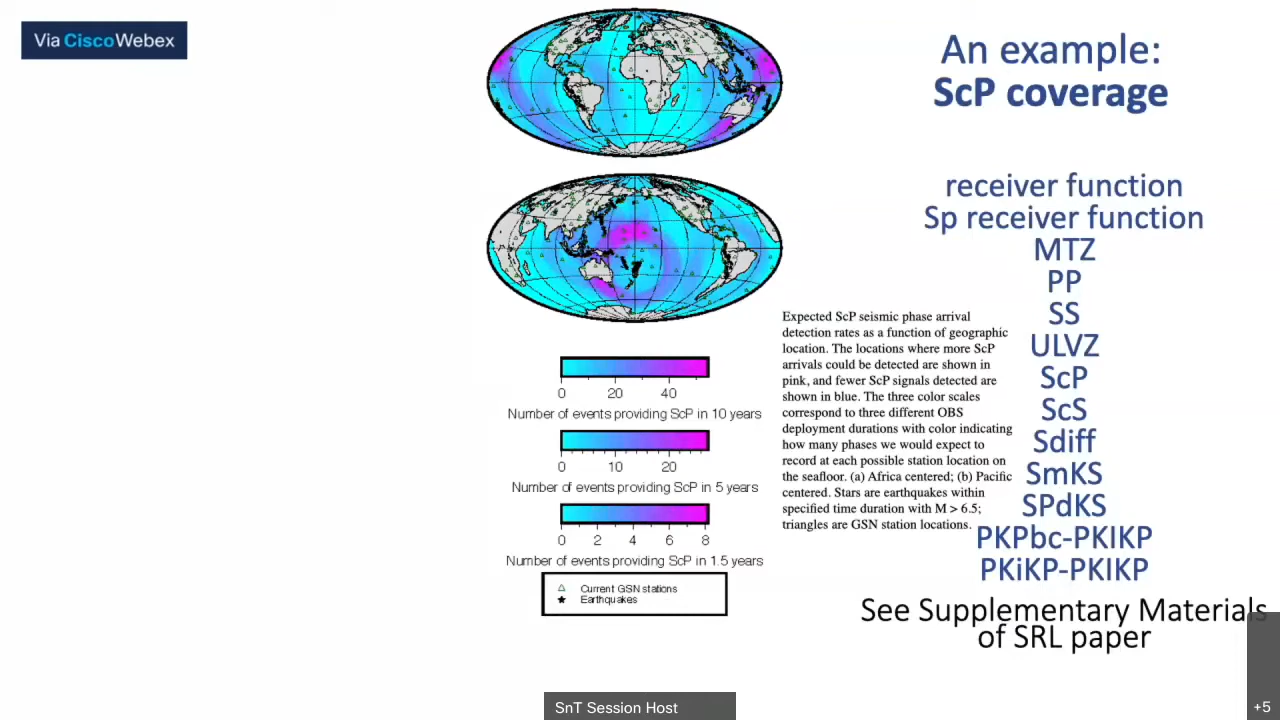 Via Cisco Webex
An example:
ScP coverage
receiver function
Sp receiver function
MTZ
PP
SS
ULVZ
ScP
ScS
Sdiff
SmKS
SPdKS
PKPbc-PKIKP
PKiKP-PKIKP
See Supplementary Materials
of SRL paper
Expected ScP seismic phase arrival
detection rates as a function of geographic
location. The locations where more ScP
arrivals could be detected are shown in
pink, and fewer ScP signals detected are
shown in blue. The three color scales
correspond to three different OBS
deployment durations with color indicating
how many phases we would expect to
record at each possible station location on
the seafloor. (a) Africa centered; (b) Pacific
centered. Stars are earthquakes within
specified time duration with M > 6.5;
triangles are GSN station locations.
0 20 40
Number of events providing ScP in 10 years
0 10 20
Number of events providing ScP in 5 years
0 2 4 6 8
Number of events providing ScP in 1.5 years
Current GSN stations
Earthquakes
SnT Session Host
+5